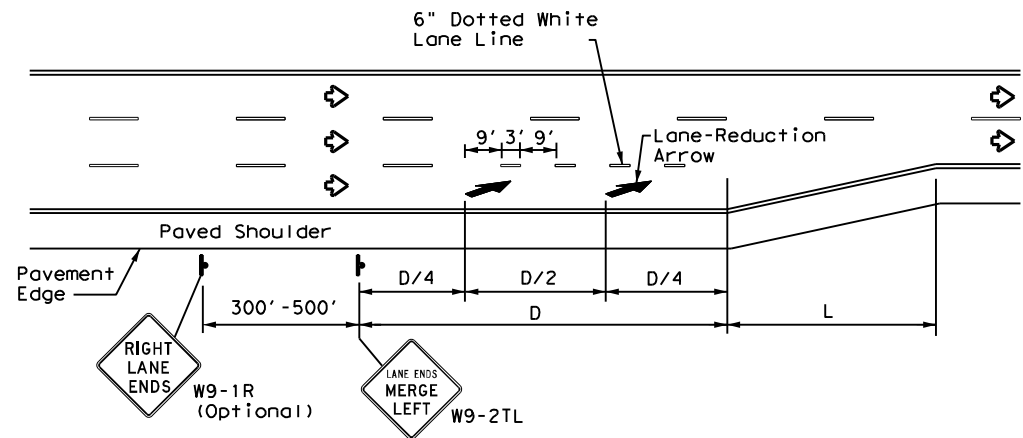 6" Dotted White
Lane Line
9' 3' 9'
Lane-Reduction
Arrow
Paved Shoulder
Pavement
Edge
D/4 D/2 D/4
300'-500' D L
RIGHT
LANE
ENDS
W9-1R
(Optional)
LANE ENDS
MERGE
LEFT
W9-2TL